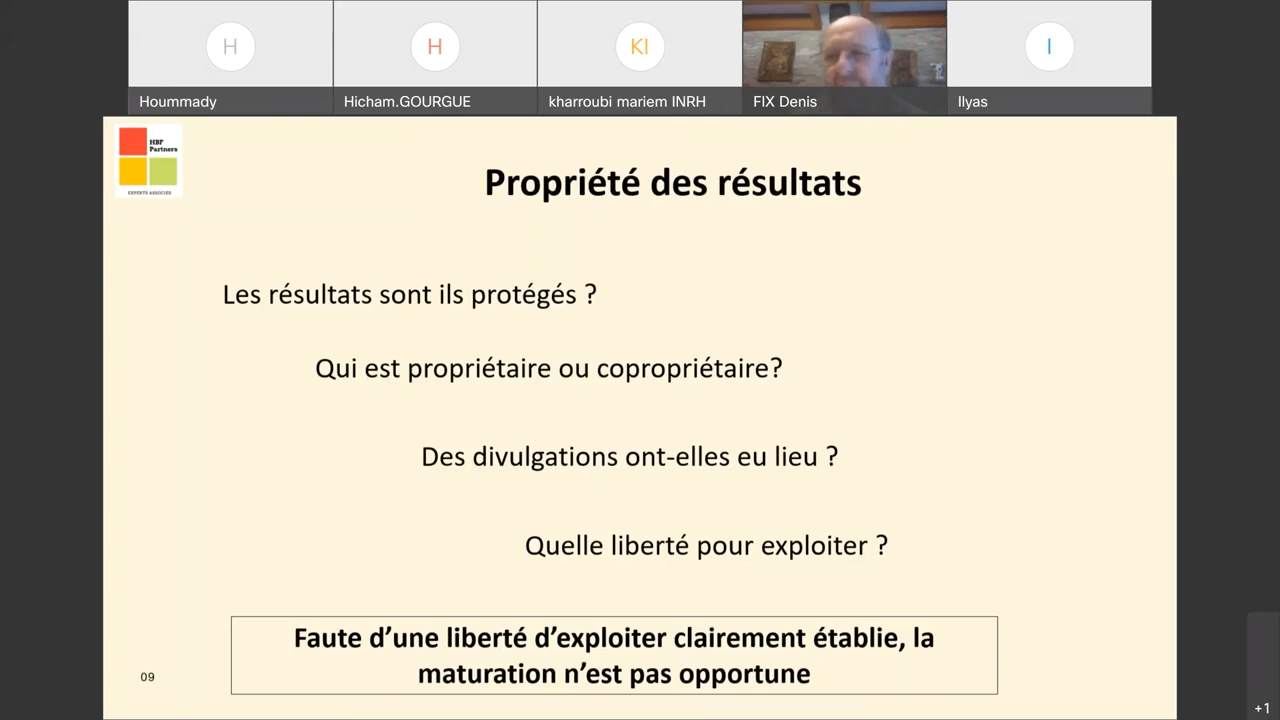 H
H
KI
I
Hoummady
Hicham.GOURGUE
kharroubi mariem INRH
FIX Denis
Ilyas
HBF
Partners
EXPERTS ASSOCIES
Propriété des résultats
Les résultats sont ils protégés ?
Qui est propriétaire ou copropriétaire?
Des divulgations ont-elles eu lieu ?
Quelle liberté pour exploiter ?
Faute d’une liberté d’exploiter clairement établie, la
maturation n’est pas opportune
09
+1